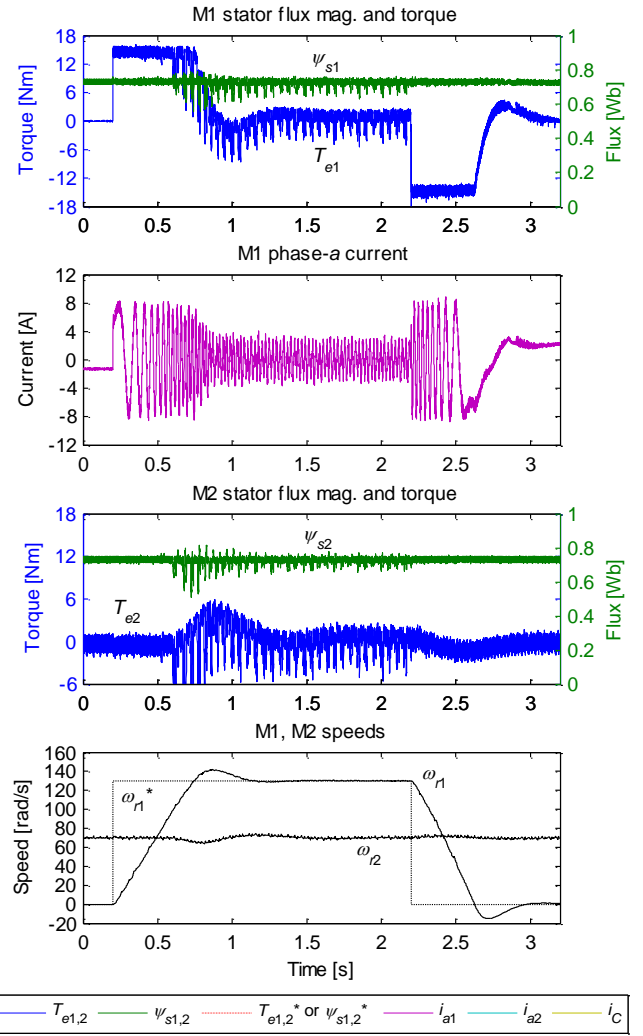 M1 stator flux mag. and torque
18
12
6
0
-6
-12
-18
Torque [Nm]
ψs1
Te1
1
0.8
0.6
0.4
0.2
0
Flux [Wb]
0 0.5 1 1.5 2 2.5 3
M1 phase-a current
12
8
4
0
-4
-8
-12
Current [A]
0 0.5 1 1.5 2 2.5 3
M2 stator flux mag. and torque
18
12
6
0
-6
Torque [Nm]
ψs2
Te2
1
0.8
0.6
0.4
0.2
0
Flux [Wb]
0 0.5 1 1.5 2 2.5 3
M1, M2 speeds
160
140
120
100
80
60
40
20
0
-20
Speed [rad/s]
ωr1*
ωr1
ωr2
0 0.5 1 1.5 2 2.5 3
Time [s]
Te1,2 ψs1,2 Te1,2* or ψs1,2* ia1 ia2 iC